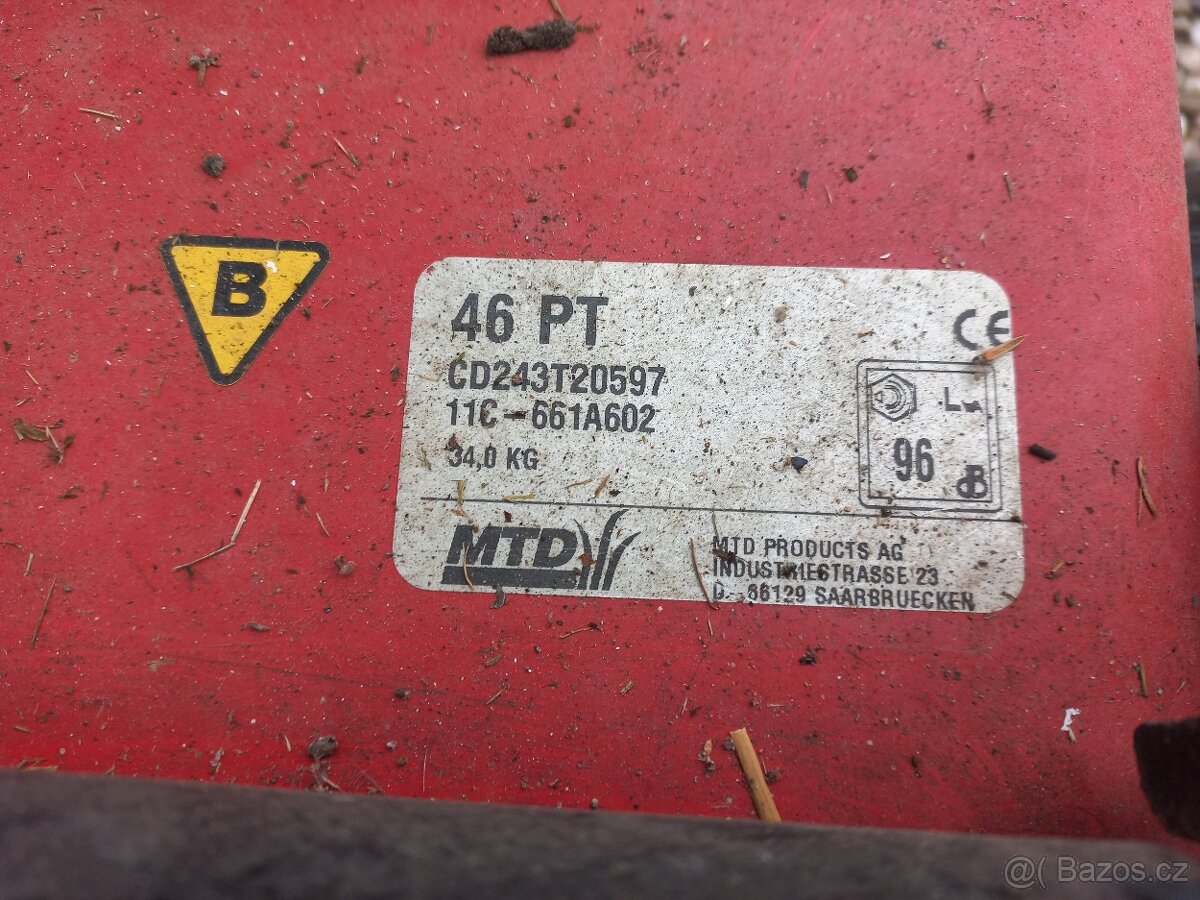 B
46 PT
CE
CD243T20597
11C-661A602
34,0 KG
96
dB
MTD
MTD PRODUCTS AG
INDUSTRIESTRASSE 23
D- 66129 SAARBRUECKEN
@( Bazos.cz